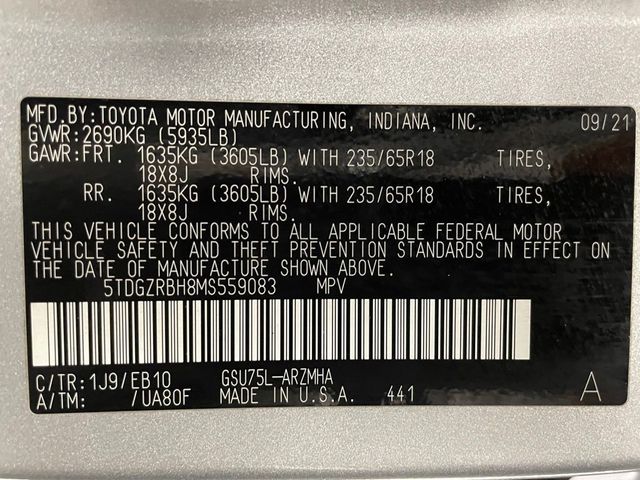 MFD.BY:TOYOTA MOTOR MANUFACTURING, INDIANA, INC. 09/21
GVWR:2690KG (5935LB)
GAWR:FRT. 1635KG (3605LB) WITH 235/65R18 TIRES,
18X8J RIMS.
RR. 1635KG (3605LB) WITH 235/65R18 TIRES,
18X8J RIMS.
THIS VEHICLE CONFORMS TO ALL APPLICABLE FEDERAL MOTOR
VEHICLE SAFETY AND THEFT PREVENTION STANDARDS IN EFFECT ON
THE DATE OF MANUFACTURE SHOWN ABOVE.
5TDGZRBH8MS559083 MPV
C/TR:1J9/EB10 GSU75L-ARZMHA
A/TM: /UA80F MADE IN U.S.A. 441 A